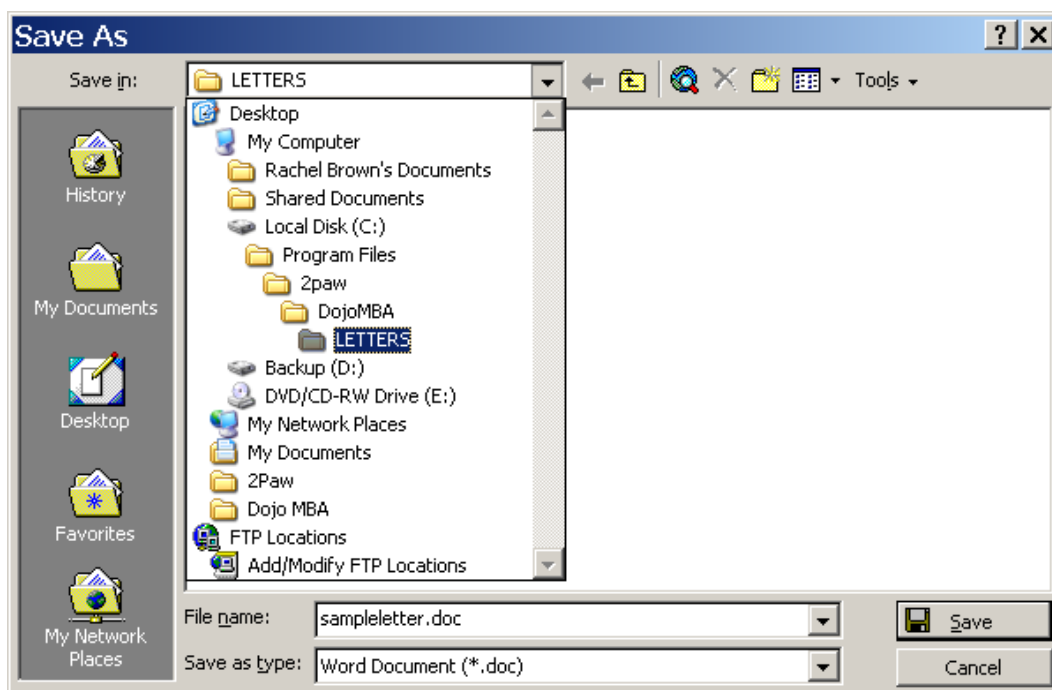 Save As
Save in:
LETTERS
Tools
Desktop
My Computer
Rachel Brown's Documents
Shared Documents
Local Disk (C:)
Program Files
2paw
DojoMBA
LETTERS
Backup (D:)
DVD/CD-RW Drive (E:)
My Network Places
My Documents
2Paw
Dojo MBA
FTP Locations
Add/Modify FTP Locations
History
My Documents
Desktop
Favorites
My Network
Places
File name:
sampleletter.doc
Save
Save as type:
Word Document (*.doc)
Cancel